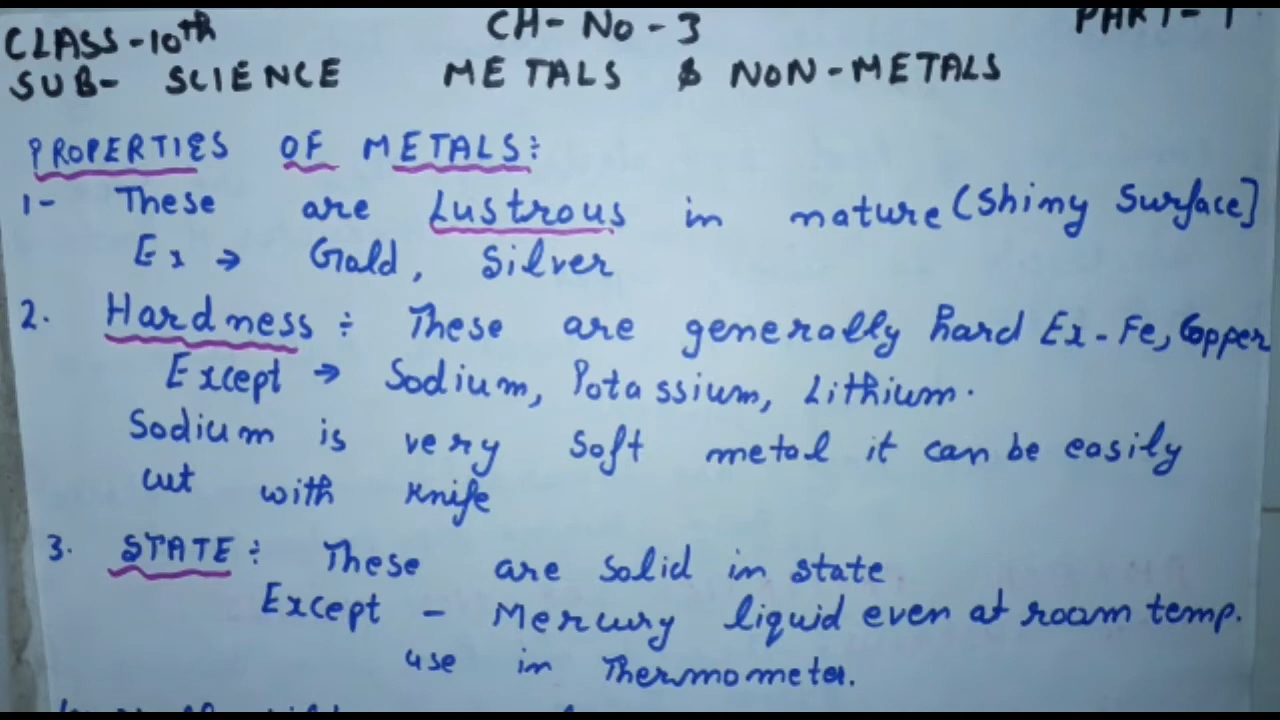 CLASS-10th CH-No-3 PART-1
SUB- SCIENCE METALS & NON-METALS
PROPERTIES OF METALS:
1- These are Lustrous in nature (Shiny Surface]
Ex → Gold, Silver
2. Hardness : These are generally hard Ex-Fe, Copper
Except → Sodium, Potassium, Lithium.
Sodium is very soft metal it can be easily
cut with knife
3. STATE : These are solid in state
Except - Mercury liquid even at room temp.
use in Thermometer.